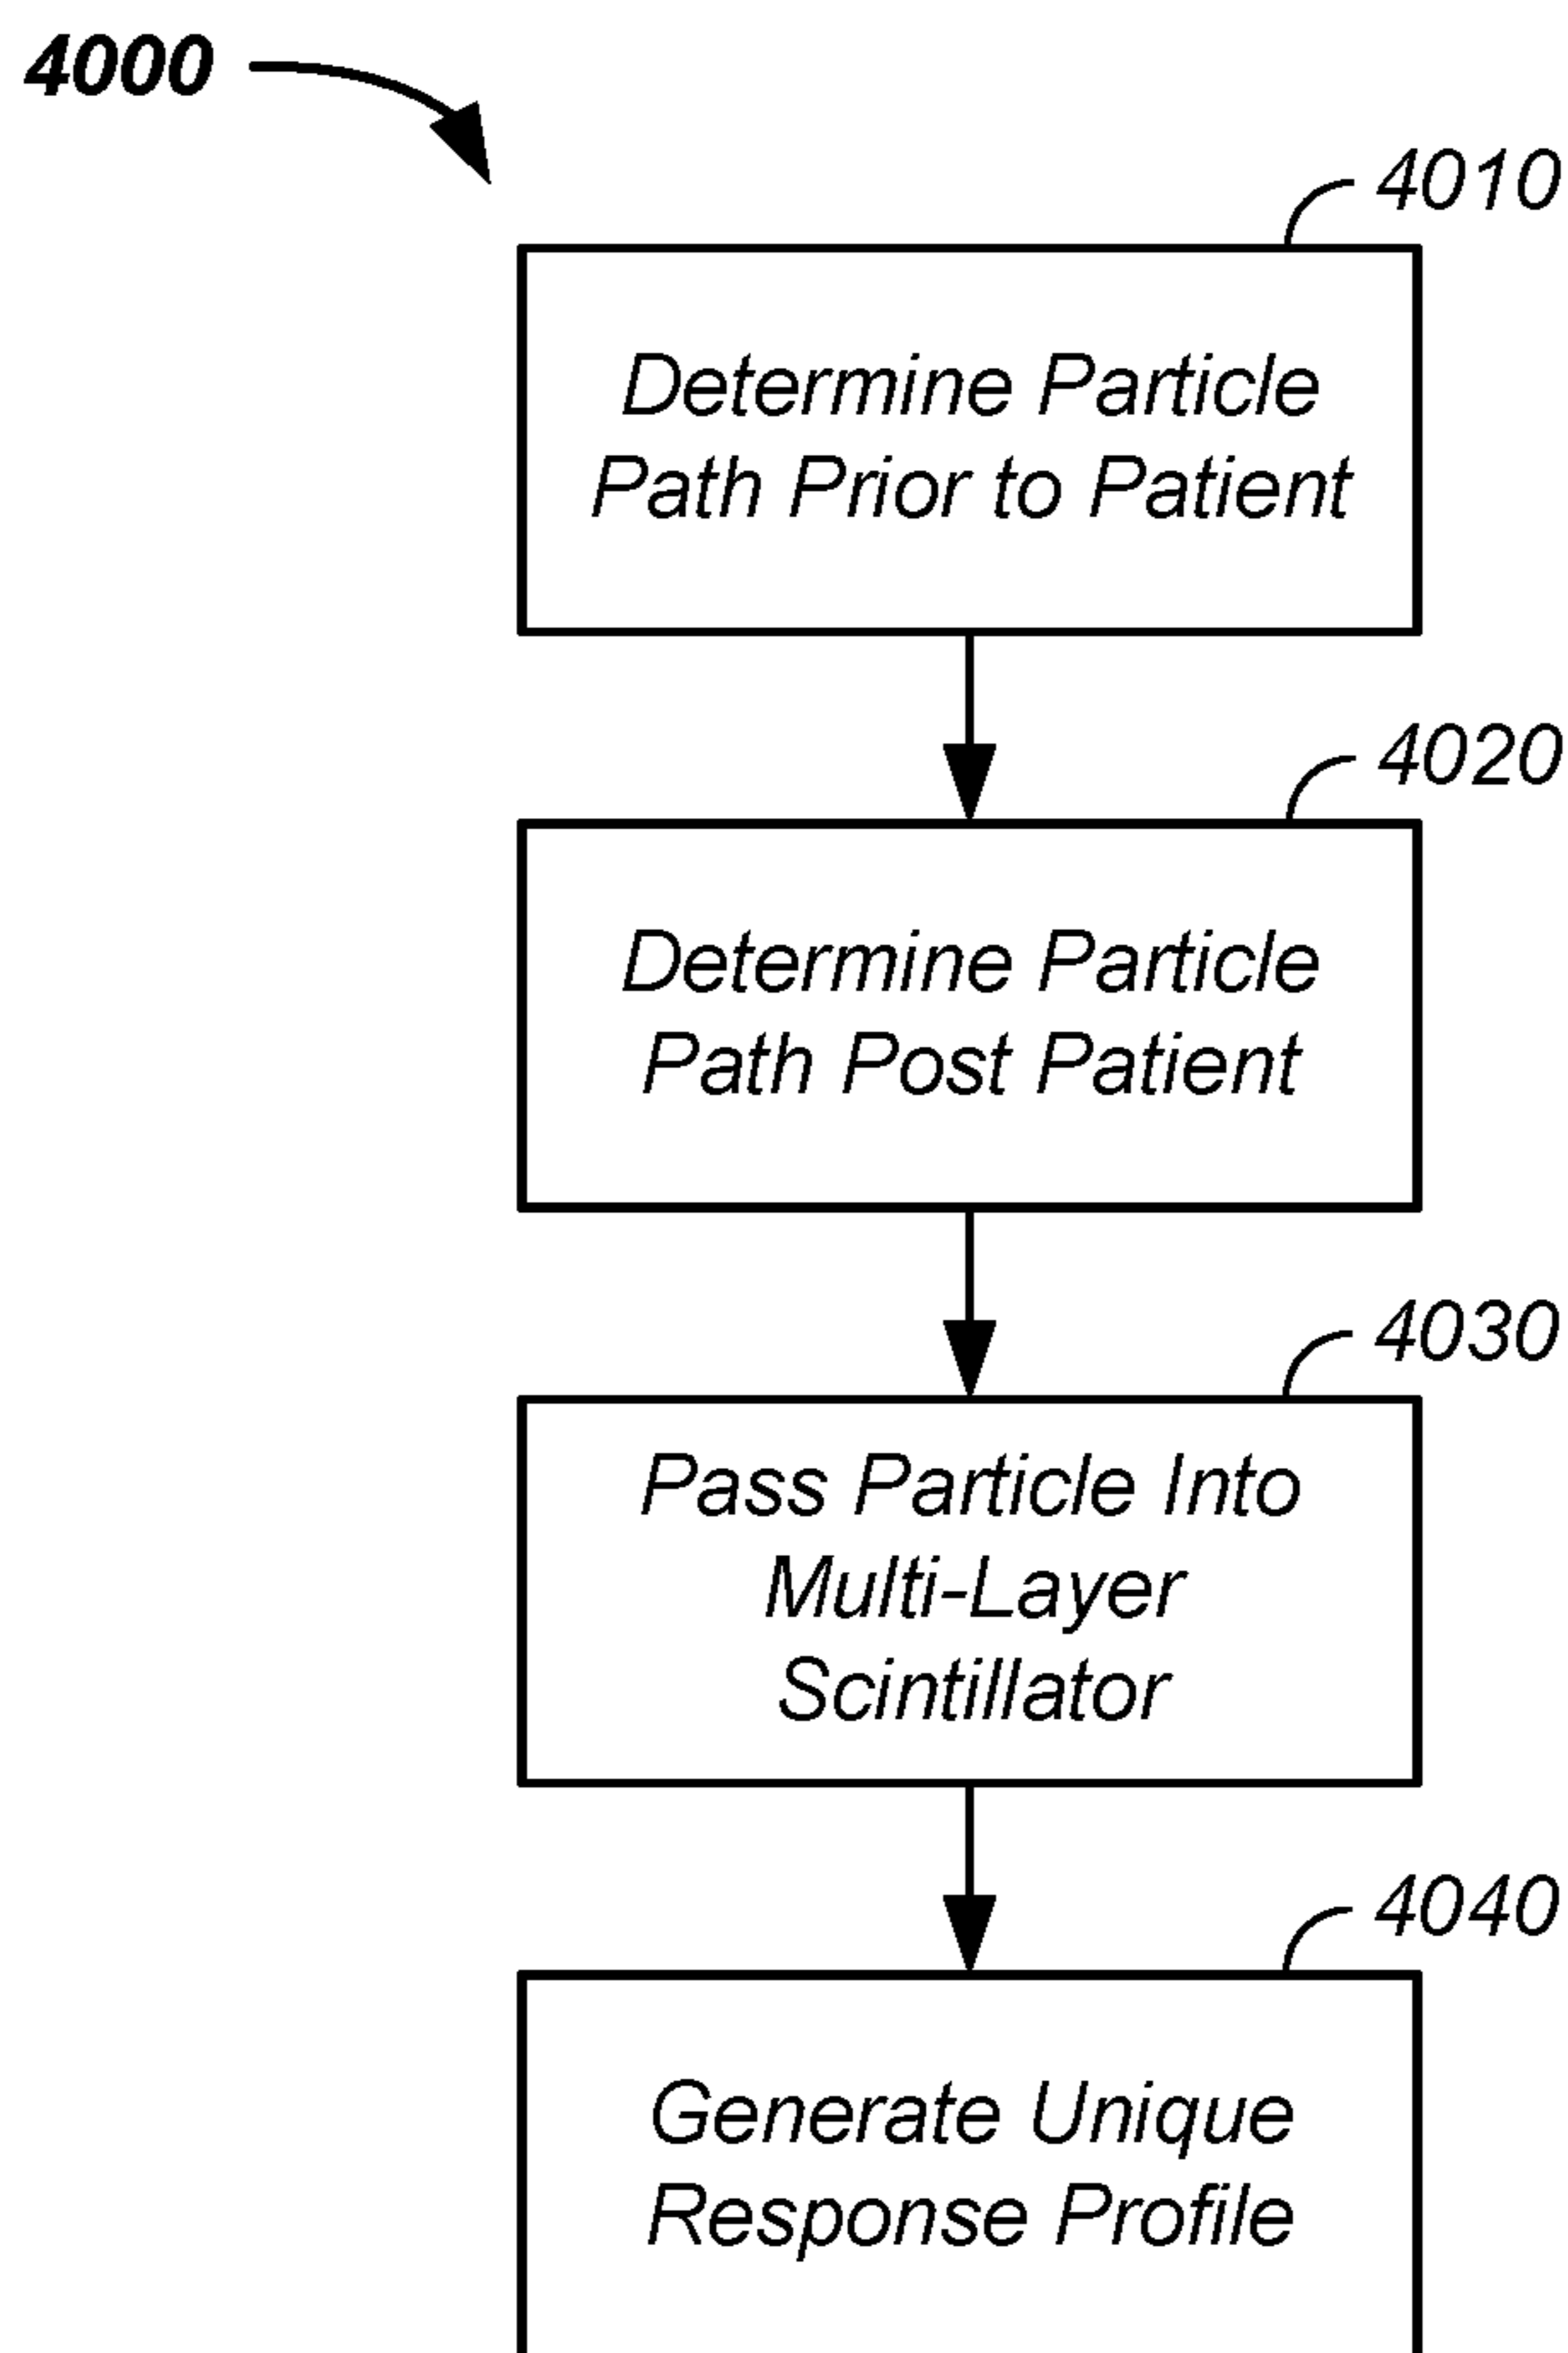 4000
4010
Determine Particle
Path Prior to Patient
4020
Determine Particle
Path Post Patient
4030
Pass Particle Into
Multi-Layer
Scintillator
4040
Generate Unique
Response Profile